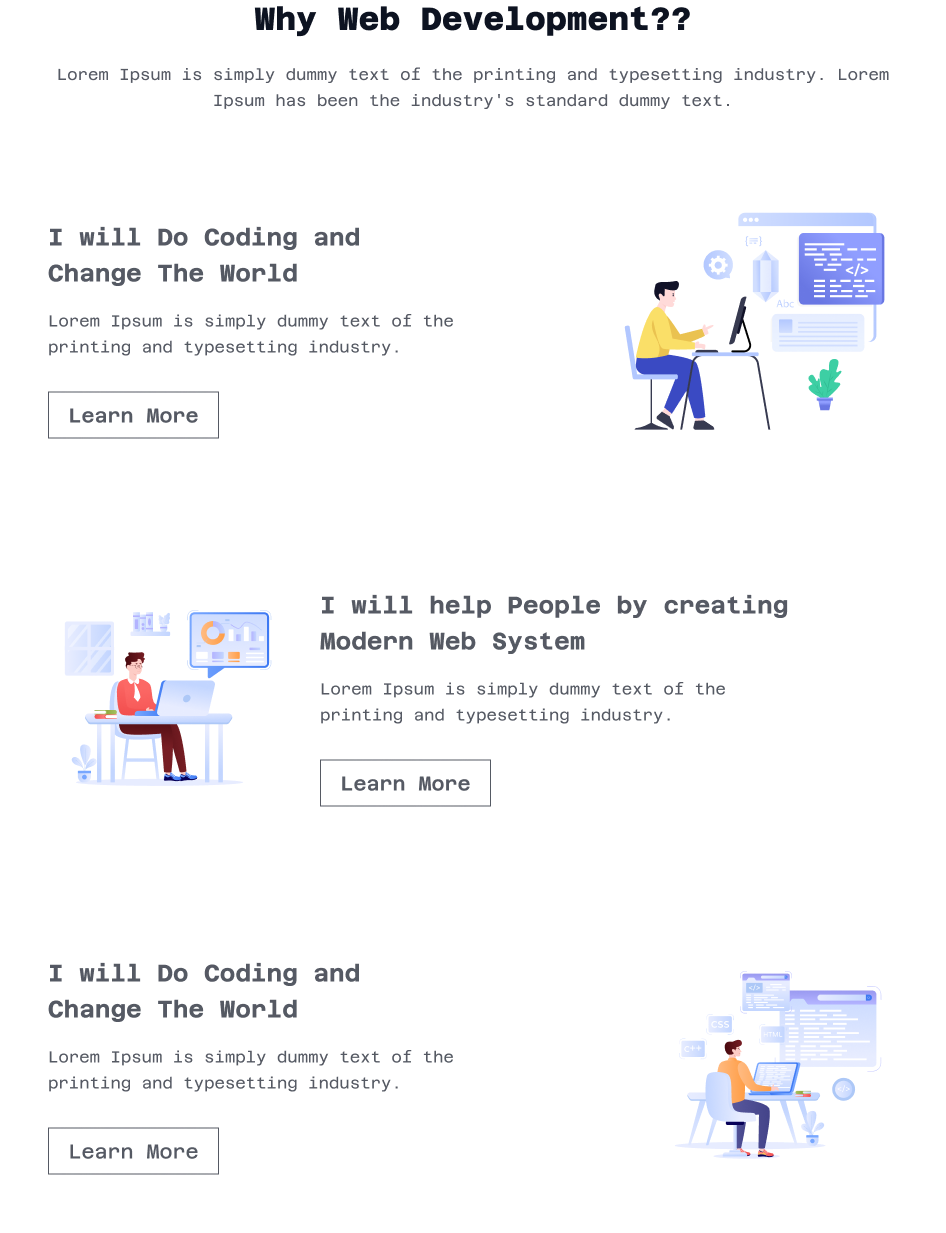 Why Web Development??
Lorem Ipsum is simply dummy text of the printing and typesetting industry. Lorem
Ipsum has been the industry's standard dummy text.
I will Do Coding and
Change The World
Lorem Ipsum is simply dummy text of the
printing and typesetting industry.
Learn More
</>
Abc
I will help People by creating
Modern Web System
Lorem Ipsum is simply dummy text of the
printing and typesetting industry.
Learn More
I will Do Coding and
Change The World
Lorem Ipsum is simply dummy text of the
printing and typesetting industry.
Learn More
</>
CSS
HTML
C++
</>